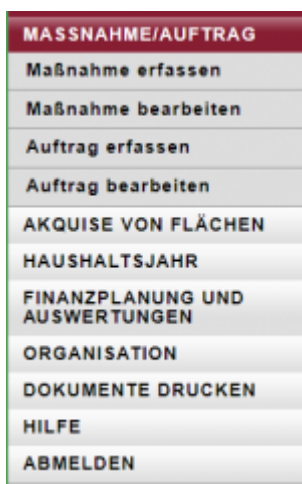 MASSNAHME/AUFTRAG
Maßnahme erfassen
Maßnahme bearbeiten
Auftrag erfassen
Auftrag bearbeiten
AKQUISE VON FLÄCHEN
HAUSHALTSJAHR
FINANZPLANUNG UND
AUSWERTUNGEN
ORGANISATION
DOKUMENTE DRUCKEN
HILFE
ABMELDEN